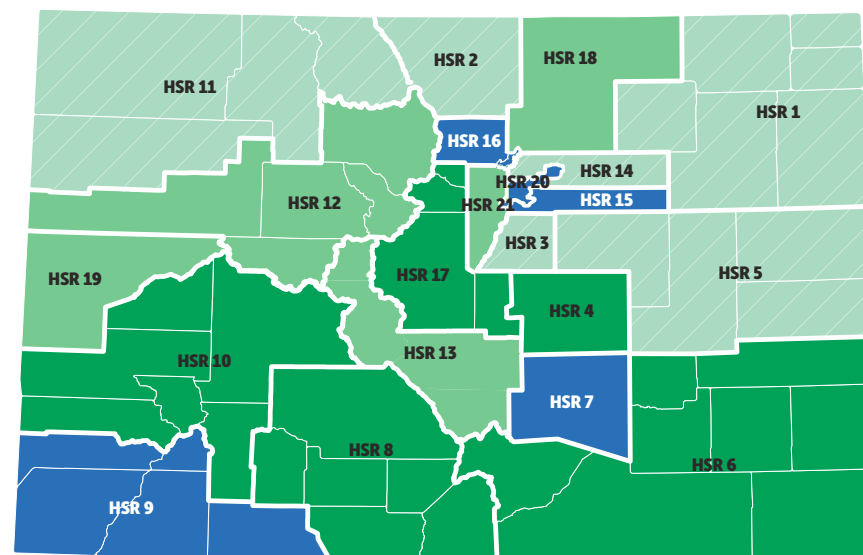 HSR 2
HSR 18
HSR 11
HSR 1
HSR 16
HSR 14
HSR 20
HSR 15
HSR 12
HSR 21
HSR 3
HSR 5
HSR 19
HSR 17
HSR 4
HSR 13
HSR 10
HSR 7
HSR 8
HSR 6
HSR 9